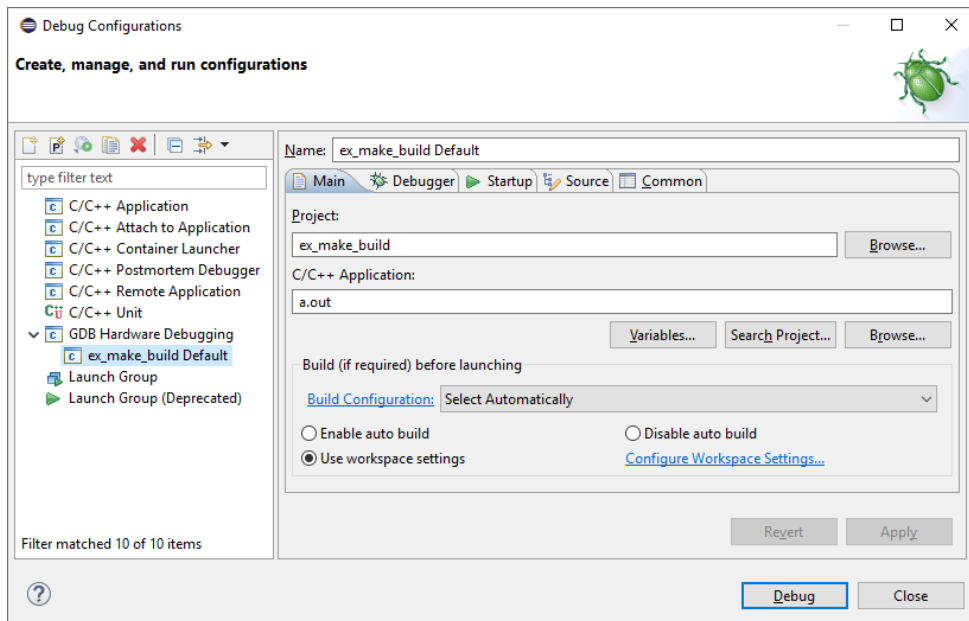 Debug Configurations
Create, manage, and run configurations
type filter text
C/C++ Application
C/C++ Attach to Application
C/C++ Container Launcher
C/C++ Postmortem Debugger
C/C++ Remote Application
C/C++ Unit
GDB Hardware Debugging
ex_make_build Default
Launch Group
Launch Group (Deprecated)
Filter matched 10 of 10 items
Name: ex_make_build Default
Main Debugger Startup Source Common
Project:
ex_make_build Browse...
C/C++ Application:
a.out
Variables... Search Project... Browse...
Build (if required) before launching
Build Configuration: Select Automatically
Enable auto build Disable auto build
Use workspace settings Configure Workspace Settings...
Revert Apply
Debug Close